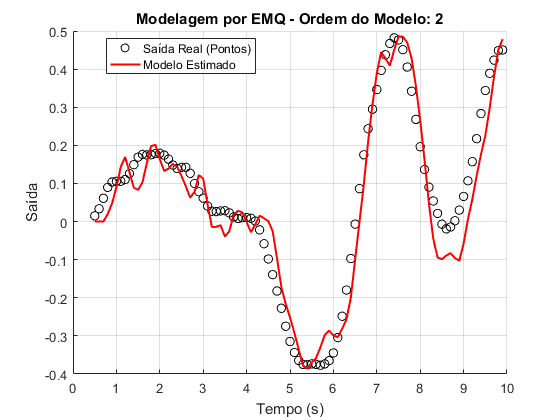 Modelagem por EMQ - Ordem do Modelo: 2
Saída Real (Pontos)
Modelo Estimado
Saída
0.5
0.4
0.3
0.2
0.1
0
-0.1
-0.2
-0.3
-0.4
0 1 2 3 4 5 6 7 8 9 10
Tempo (s)